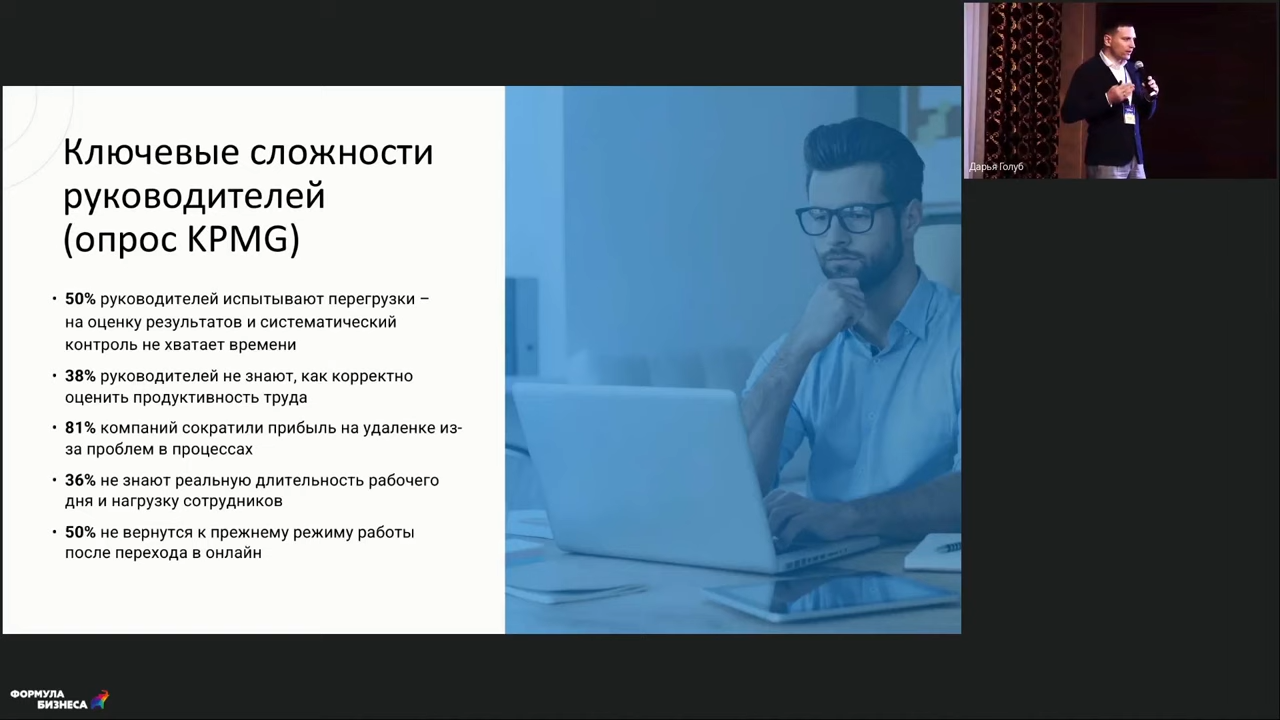 Ключевые сложности
руководителей
(опрос KPMG)
• 50% руководителей испытывают перегрузки –
на оценку результатов и систематический
контроль не хватает времени
• 38% руководителей не знают, как корректно
оценить продуктивность труда
• 81% компаний сократили прибыль на удаленке из-
за проблем в процессах
• 36% не знают реальную длительность рабочего
дня и нагрузку сотрудников
• 50% не вернутся к прежнему режиму работы
после перехода в онлайн
Дарья Голуб
ФОРМУЛА
БИЗНЕСА